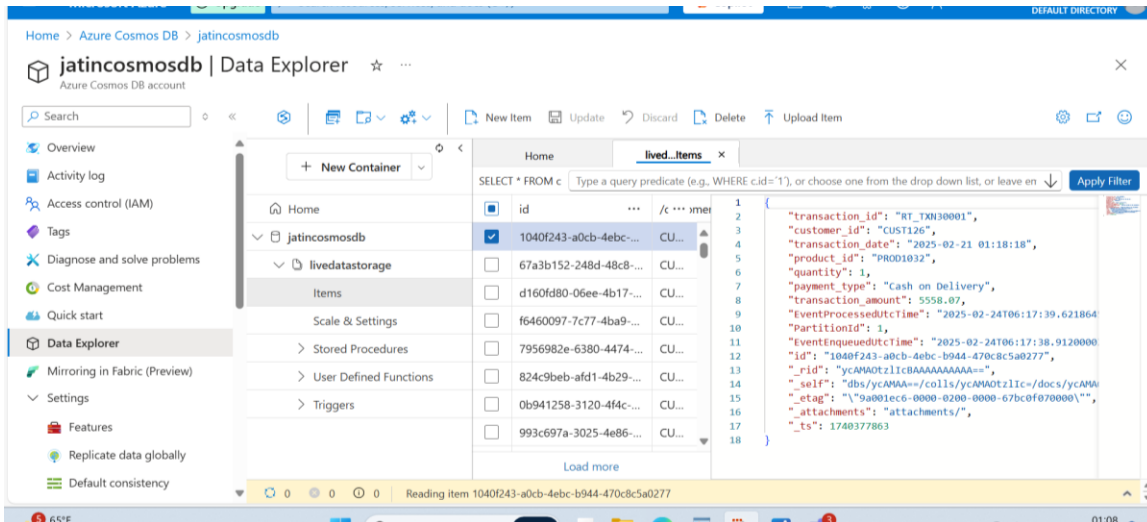 DEFAULT DIRECTORY
Home > Azure Cosmos DB > jatincosmosdb
jatincosmosdb | Data Explorer
Azure Cosmos DB account
Search
Overview
Activity log
Access control (IAM)
Tags
Diagnose and solve problems
Cost Management
Quick start
Data Explorer
Mirroring in Fabric (Preview)
Settings
Features
Replicate data globally
Default consistency
New Item Update Discard Delete Upload Item
+ New Container
Home
jatincosmosdb
livedatastorage
Items
Scale & Settings
Stored Procedures
User Defined Functions
Triggers
Home lived...Items
SELECT * FROM c Type a query predicate (e.g., WHERE c.id='1'), or choose one from the drop down list, or leave en Apply Filter
id
1040f243-a0cb-4ebc-... CU...
67a3b152-248d-48c8-... CU...
d160fd80-06ee-4b17-... CU...
f6460097-7c77-4ba9-... CU...
7956982e-6380-4474-... CU...
824c9beb-afd1-4b29-... CU...
0b941258-3120-4f4c-... CU...
993c697a-3025-4e86-... CU...
Load more
1 {
2 "transaction_id": "RT_TXN30001",
3 "customer_id": "CUST126",
4 "transaction_date": "2025-02-21 01:18:18",
5 "product_id": "PROD1032",
6 "quantity": 1,
7 "payment_type": "Cash on Delivery",
8 "transaction_amount": 5558.07,
9 "EventProcessedUtcTime": "2025-02-24T06:17:39.621864
10 "PartitionId": 1,
11 "EventEnqueuedUtcTime": "2025-02-24T06:17:38.9120000
12 "id": "1040f243-a0cb-4ebc-b944-470c8c5a0277",
13 "_rid": "ycAMAOtzlIcBAAAAAAAAAA==",
14 "_self": "dbs/ycAMAA==/colls/ycAMAOtzlIc=/docs/ycAMA
15 "_etag": "\"9a001ec6-0000-0200-0000-67bc0f070000\"",
16 "_attachments": "attachments/",
17 "_ts": 1740377863
18 }
0 0 0 Reading item 1040f243-a0cb-4ebc-b944-470c8c5a0277
5 65°F 01:08